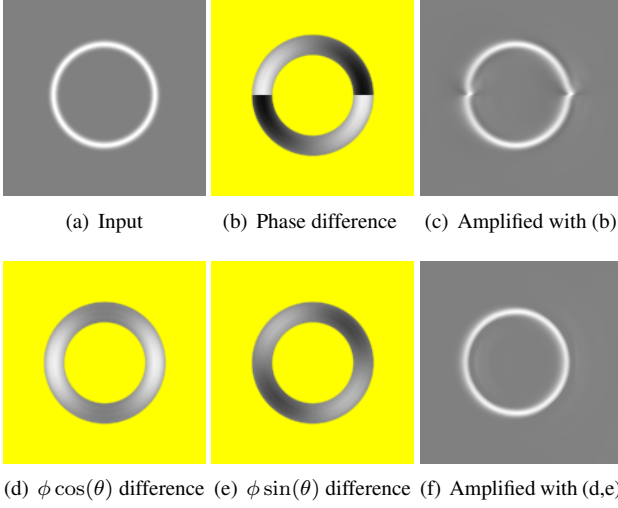 (a) Input (b) Phase difference (c) Amplified with (b)
(d) ϕ cos(θ) difference (e) ϕ sin(θ) difference (f) Amplified with (d,e)